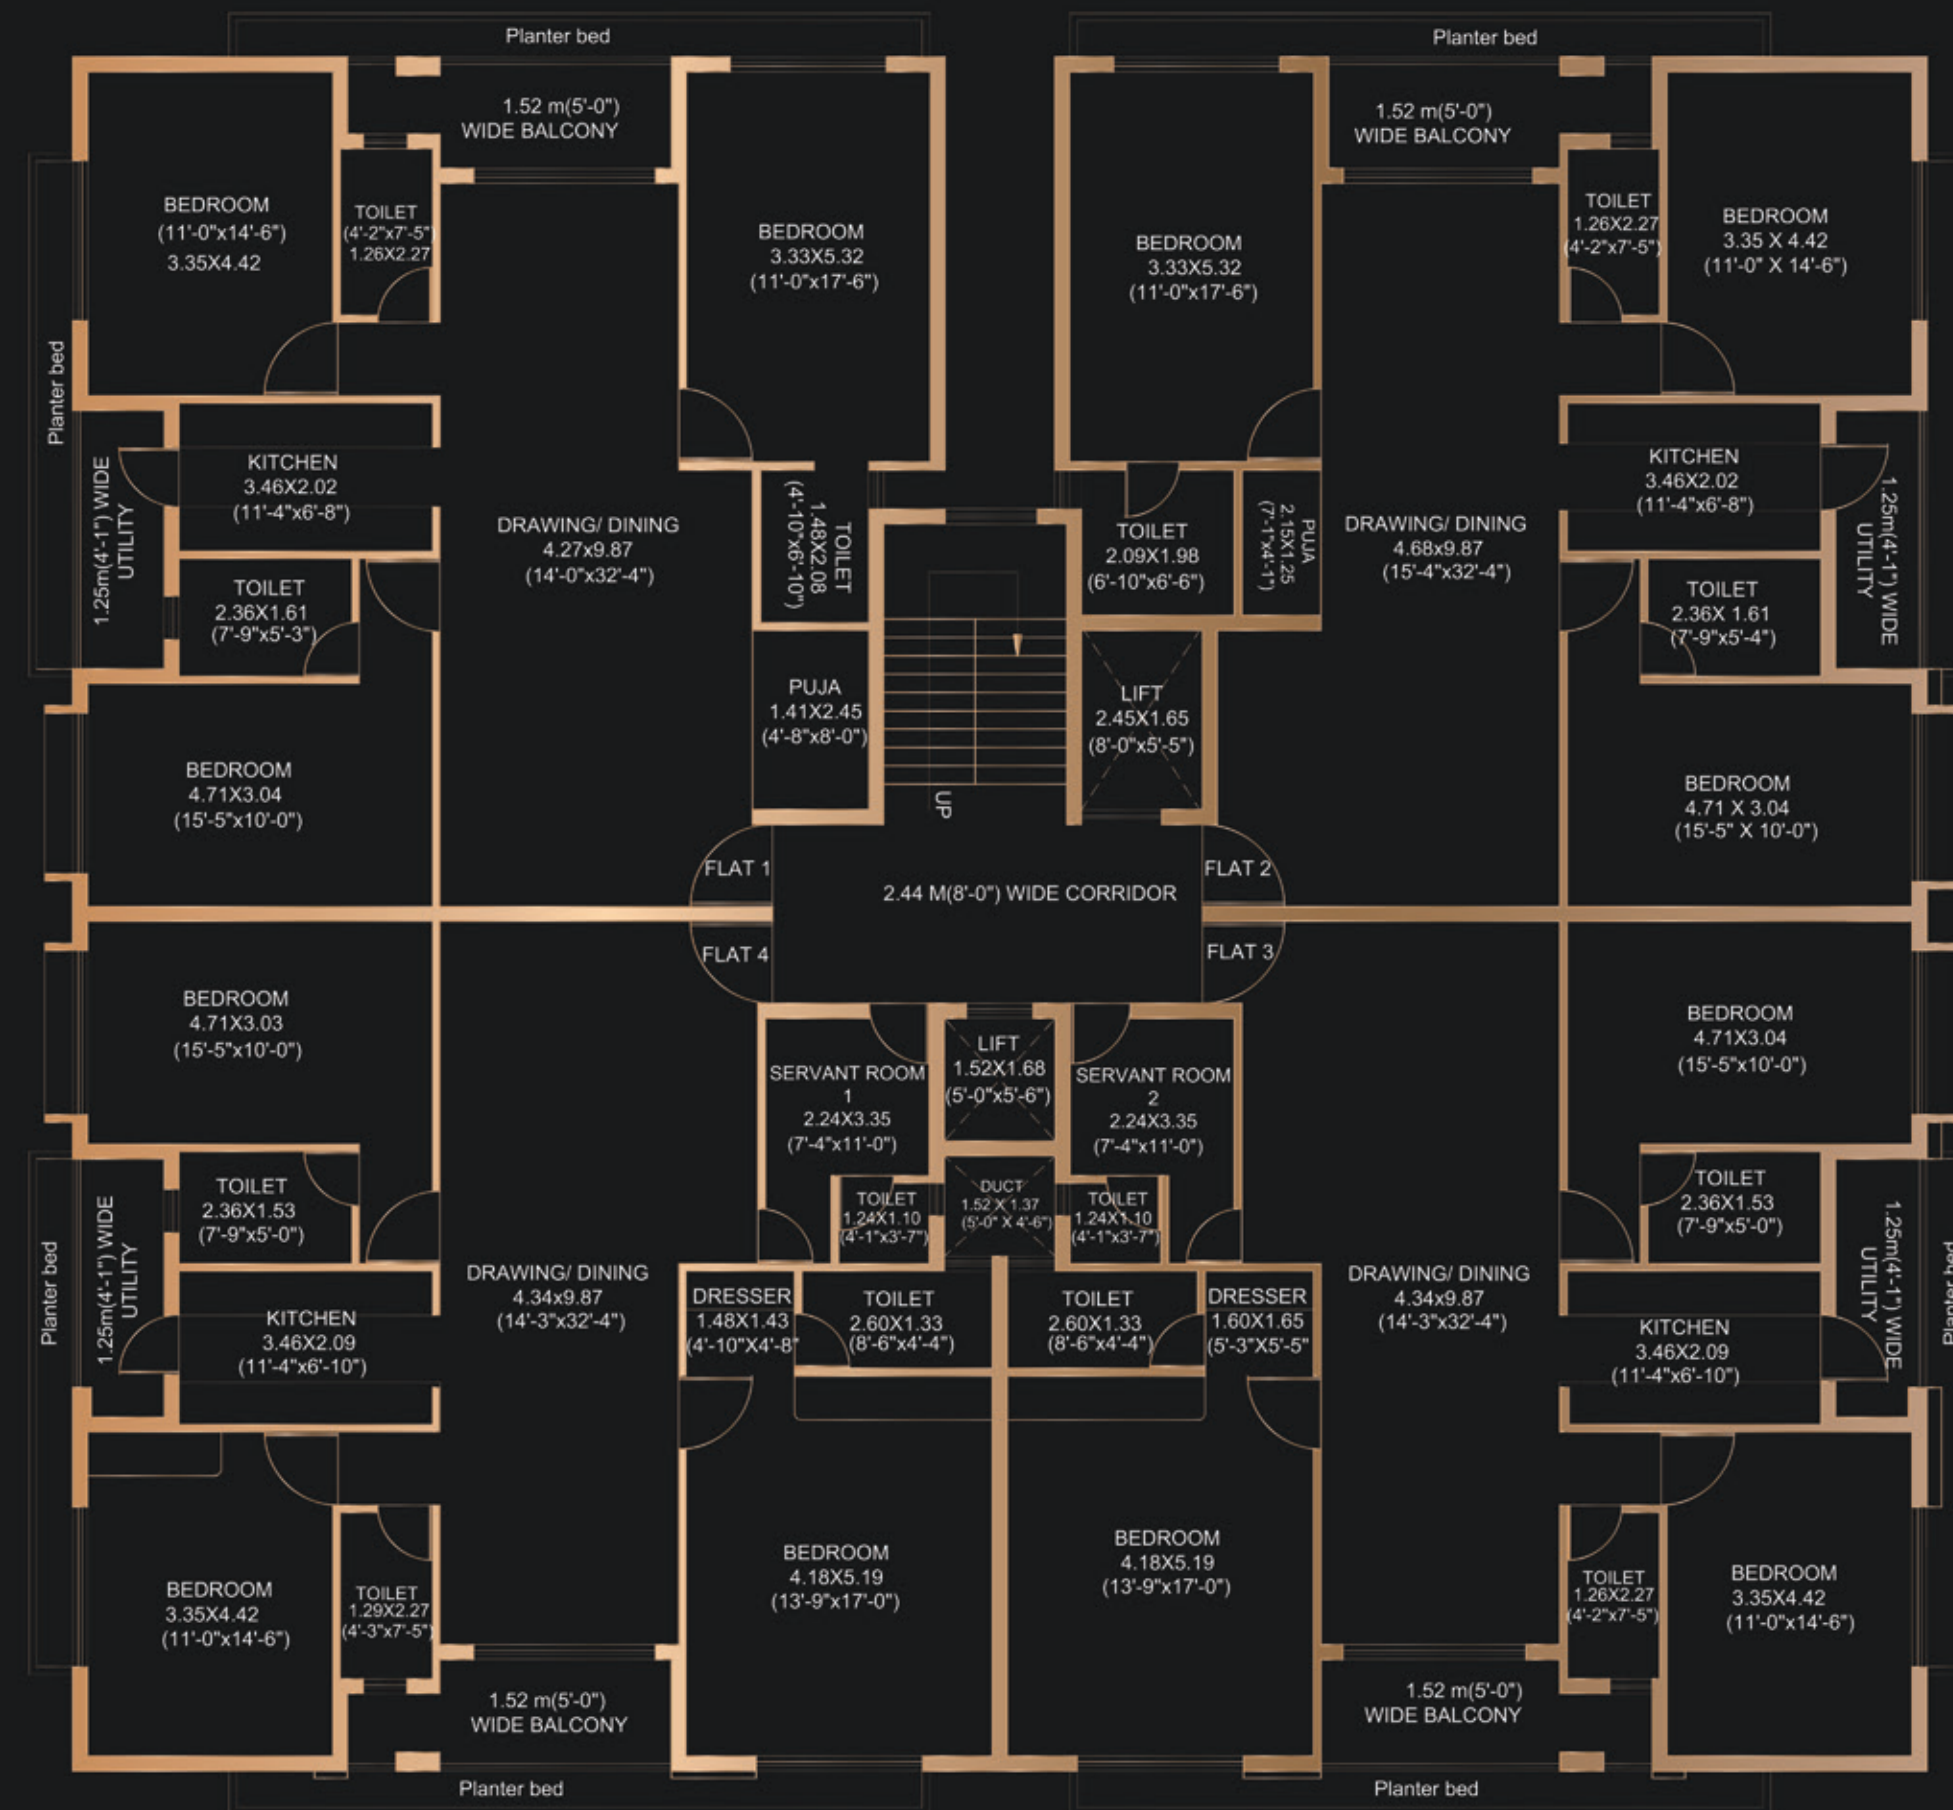 Planter bed
Planter bed
1.52 m(5'-0")
WIDE BALCONY
1.52 m(5'-0")
WIDE BALCONY
BEDROOM
(11'-0"x14'-6")
3.35X4.42
TOILET
(4'-2"x7'-5")
1.26X2.27
BEDROOM
3.33X5.32
(11'-0"x17'-6")
BEDROOM
3.33X5.32
(11'-0"x17'-6")
TOILET
1.26X2.27
(4'-2"x7'-5")
BEDROOM
3.35 X 4.42
(11'-0" X 14'-6")
Planter bed
1.25m(4'-1") WIDE
UTILITY
KITCHEN
3.46X2.02
(11'-4"x6'-8")
DRAWING/ DINING
4.27x9.87
(14'-0"x32'-4")
TOILET
1.48X2.08
(4'-10"x6'-10")
TOILET
2.09X1.98
(6'-10"x6'-6")
PUJA
2.15X1.25
(7'-1"x4'-1")
DRAWING/ DINING
4.68x9.87
(15'-4"x32'-4")
KITCHEN
3.46X2.02
(11'-4"x6'-8")
1.25m(4'-1") WIDE
UTILITY
TOILET
2.36X1.61
(7'-9"x5'-3")
TOILET
2.36X 1.61
(7'-9"x5'-4")
PUJA
1.41X2.45
(4'-8"x8'-0")
LIFT
2.45X1.65
(8'-0"x5'-5")
UP
BEDROOM
4.71X3.04
(15'-5"x10'-0")
BEDROOM
4.71 X 3.04
(15'-5" X 10'-0")
FLAT 1
FLAT 2
2.44 M(8'-0") WIDE CORRIDOR
FLAT 4
FLAT 3
BEDROOM
4.71X3.03
(15'-5"x10'-0")
BEDROOM
4.71X3.04
(15'-5"x10'-0")
SERVANT ROOM
1
2.24X3.35
(7'-4"x11'-0")
LIFT
1.52X1.68
(5'-0"x5'-6")
SERVANT ROOM
2
2.24X3.35
(7'-4"x11'-0")
TOILET
1.24X1.10
(4'-1"x3'-7")
DUCT
1.52 X 1.37
(5'-0" X 4'-6")
TOILET
1.24X1.10
(4'-1"x3'-7")
Planter bed
1.25m(4'-1") WIDE
UTILITY
TOILET
2.36X1.53
(7'-9"x5'-0")
TOILET
2.36X1.53
(7'-9"x5'-0")
1.25m(4'-1") WIDE
UTILITY
Planter bed
KITCHEN
3.46X2.09
(11'-4"x6'-10")
DRAWING/ DINING
4.34x9.87
(14'-3"x32'-4")
DRESSER
1.48X1.43
(4'-10"X4'-8"
TOILET
2.60X1.33
(8'-6"x4'-4")
TOILET
2.60X1.33
(8'-6"x4'-4")
DRESSER
1.60X1.65
(5'-3"X5'-5"
DRAWING/ DINING
4.34x9.87
(14'-3"x32'-4")
KITCHEN
3.46X2.09
(11'-4"x6'-10")
BEDROOM
3.35X4.42
(11'-0"x14'-6")
TOILET
1.29X2.27
(4'-3"x7'-5")
BEDROOM
4.18X5.19
(13'-9"x17'-0")
BEDROOM
4.18X5.19
(13'-9"x17'-0")
TOILET
1.26X2.27
(4'-2"x7'-5")
BEDROOM
3.35X4.42
(11'-0"x14'-6")
1.52 m(5'-0")
WIDE BALCONY
1.52 m(5'-0")
WIDE BALCONY
Planter bed
Planter bed